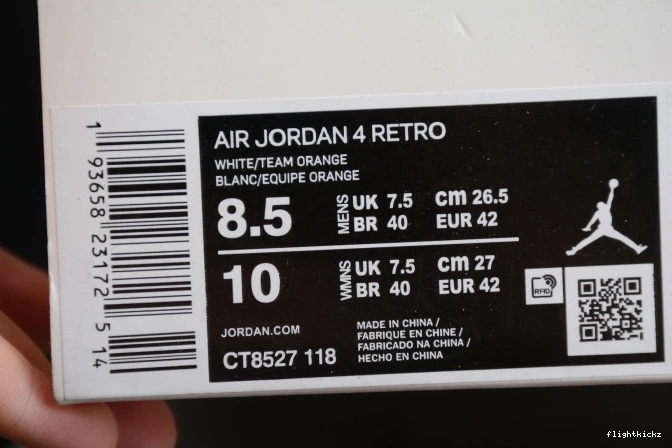 AIR JORDAN 4 RETRO
WHITE/TEAM ORANGE
BLANC/EQUIPE ORANGE
8.5 MENS UK 7.5 cm 26.5
BR 40 EUR 42
10 WMNS UK 7.5 cm 27
BR 40 EUR 42
RFID
JORDAN.COM
CT8527 118
MADE IN CHINA /
FABRIQUE EN CHINE /
FABRICADO NA CHINA /
HECHO EN CHINA
1 93658 23172 5 14
flightkickz